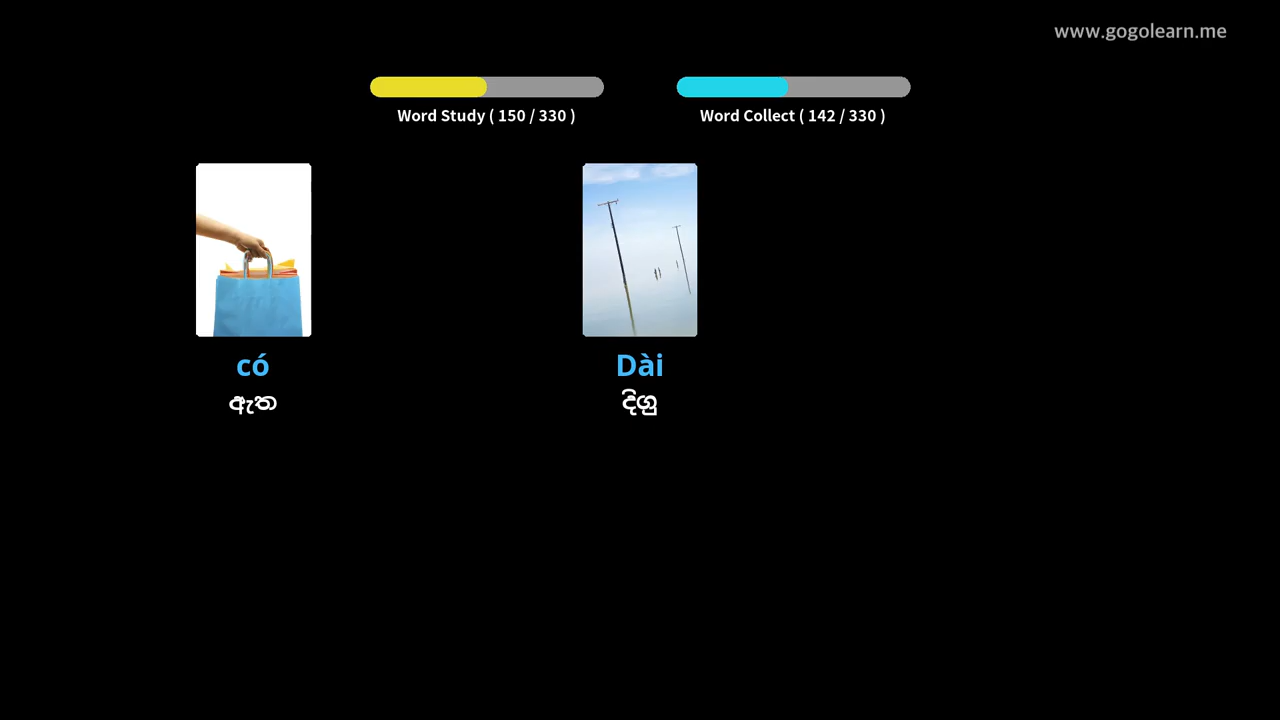 www.gogolearn.me
Word Study ( 150 / 330 )
Word Collect ( 142 / 330 )
có
Dài
ඇත
දිගු